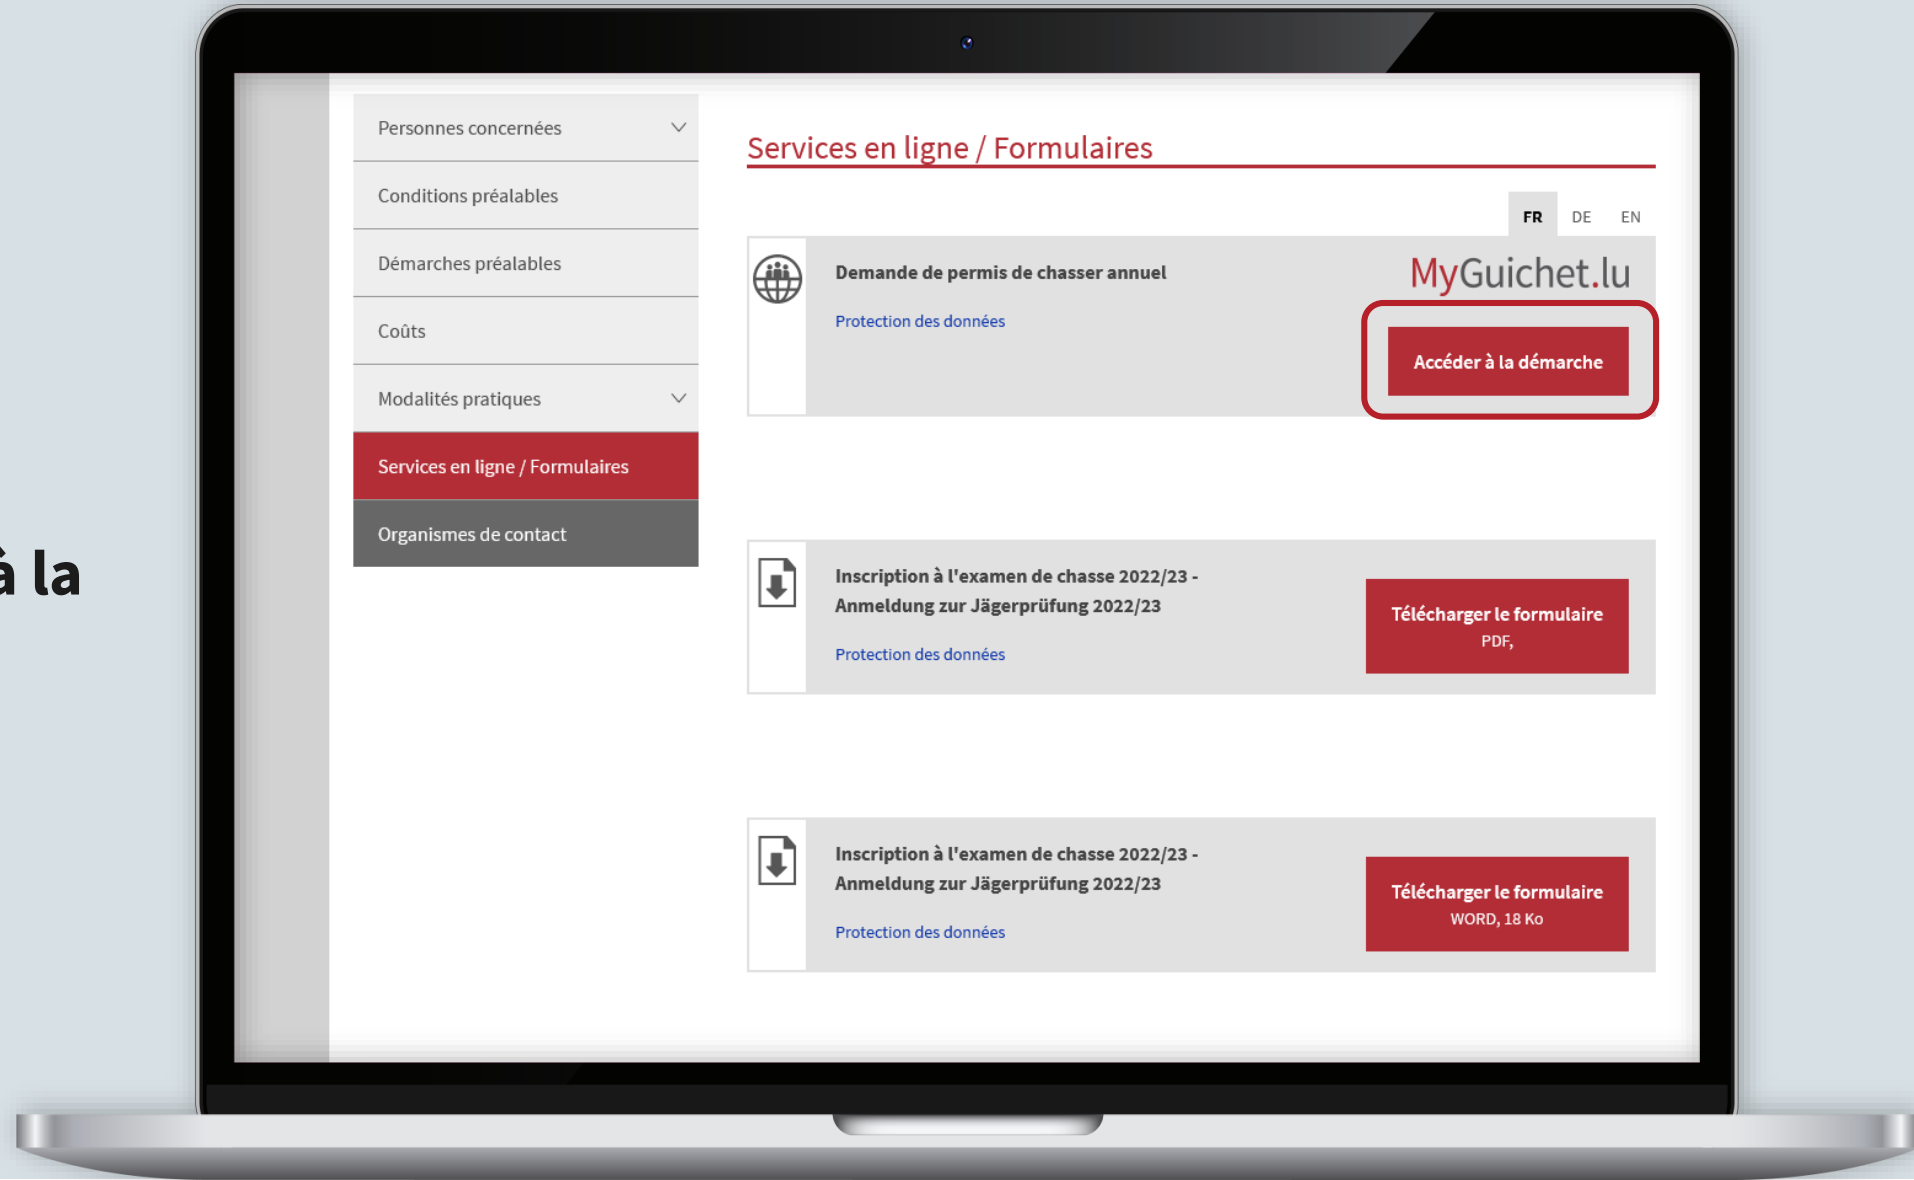 à la
Personnes concernées
Conditions préalables
Démarches préalables
Coûts
Modalités pratiques
Services en ligne / Formulaires
Organismes de contact
Services en ligne / Formulaires
FR DE EN
Demande de permis de chasser annuel
Protection des données
MyGuichet.lu
Accéder à la démarche
Inscription à l'examen de chasse 2022/23 -
Anmeldung zur Jägerprüfung 2022/23
Protection des données
Télécharger le formulaire
PDF,
Inscription à l'examen de chasse 2022/23 -
Anmeldung zur Jägerprüfung 2022/23
Protection des données
Télécharger le formulaire
WORD, 18 Ko